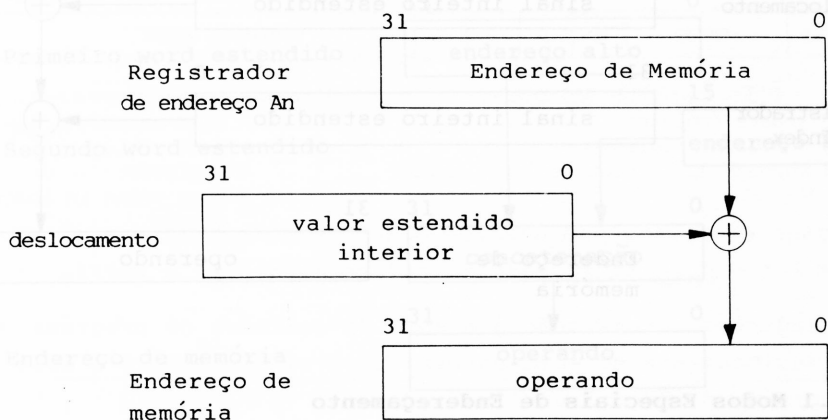 31 0
Registrador
de endereço An
Endereço de Memória
31 0
deslocamento
valor estendido
interior
+
31 0
Endereço de
memória
operando